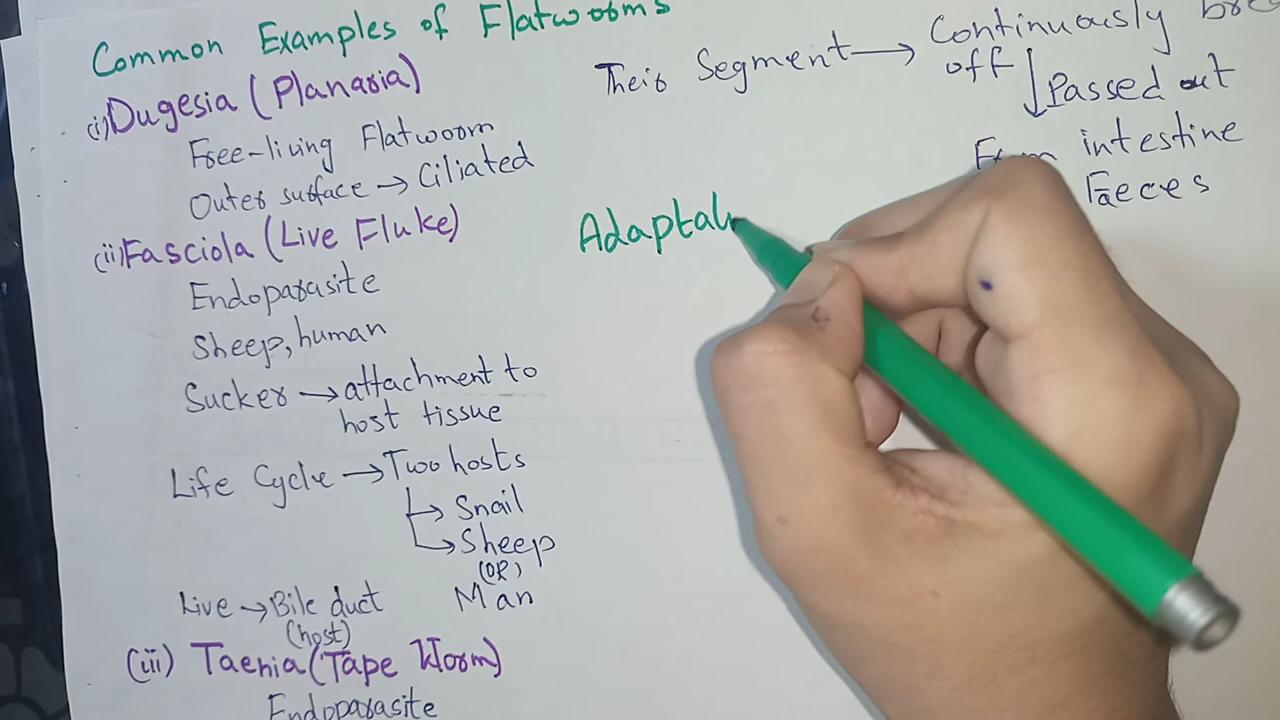 Common Examples of Flatworms
(i) Dugesia (Planaria)
Free-living Flatworm
Outer surface → Ciliated
(ii) Fasciola (Live Fluke)
Endoparasite
Sheep, human
Sucker → attachment to
host tissue
Life Cycle → Two hosts
→ Snail
→ Sheep
(OR)
Man
Live → Bile duct
(host)
(iii) Taenia (Tape Worm)
Endoparasite
Their Segment → Continuously
off ↓ Passed out
intestine
Faeces